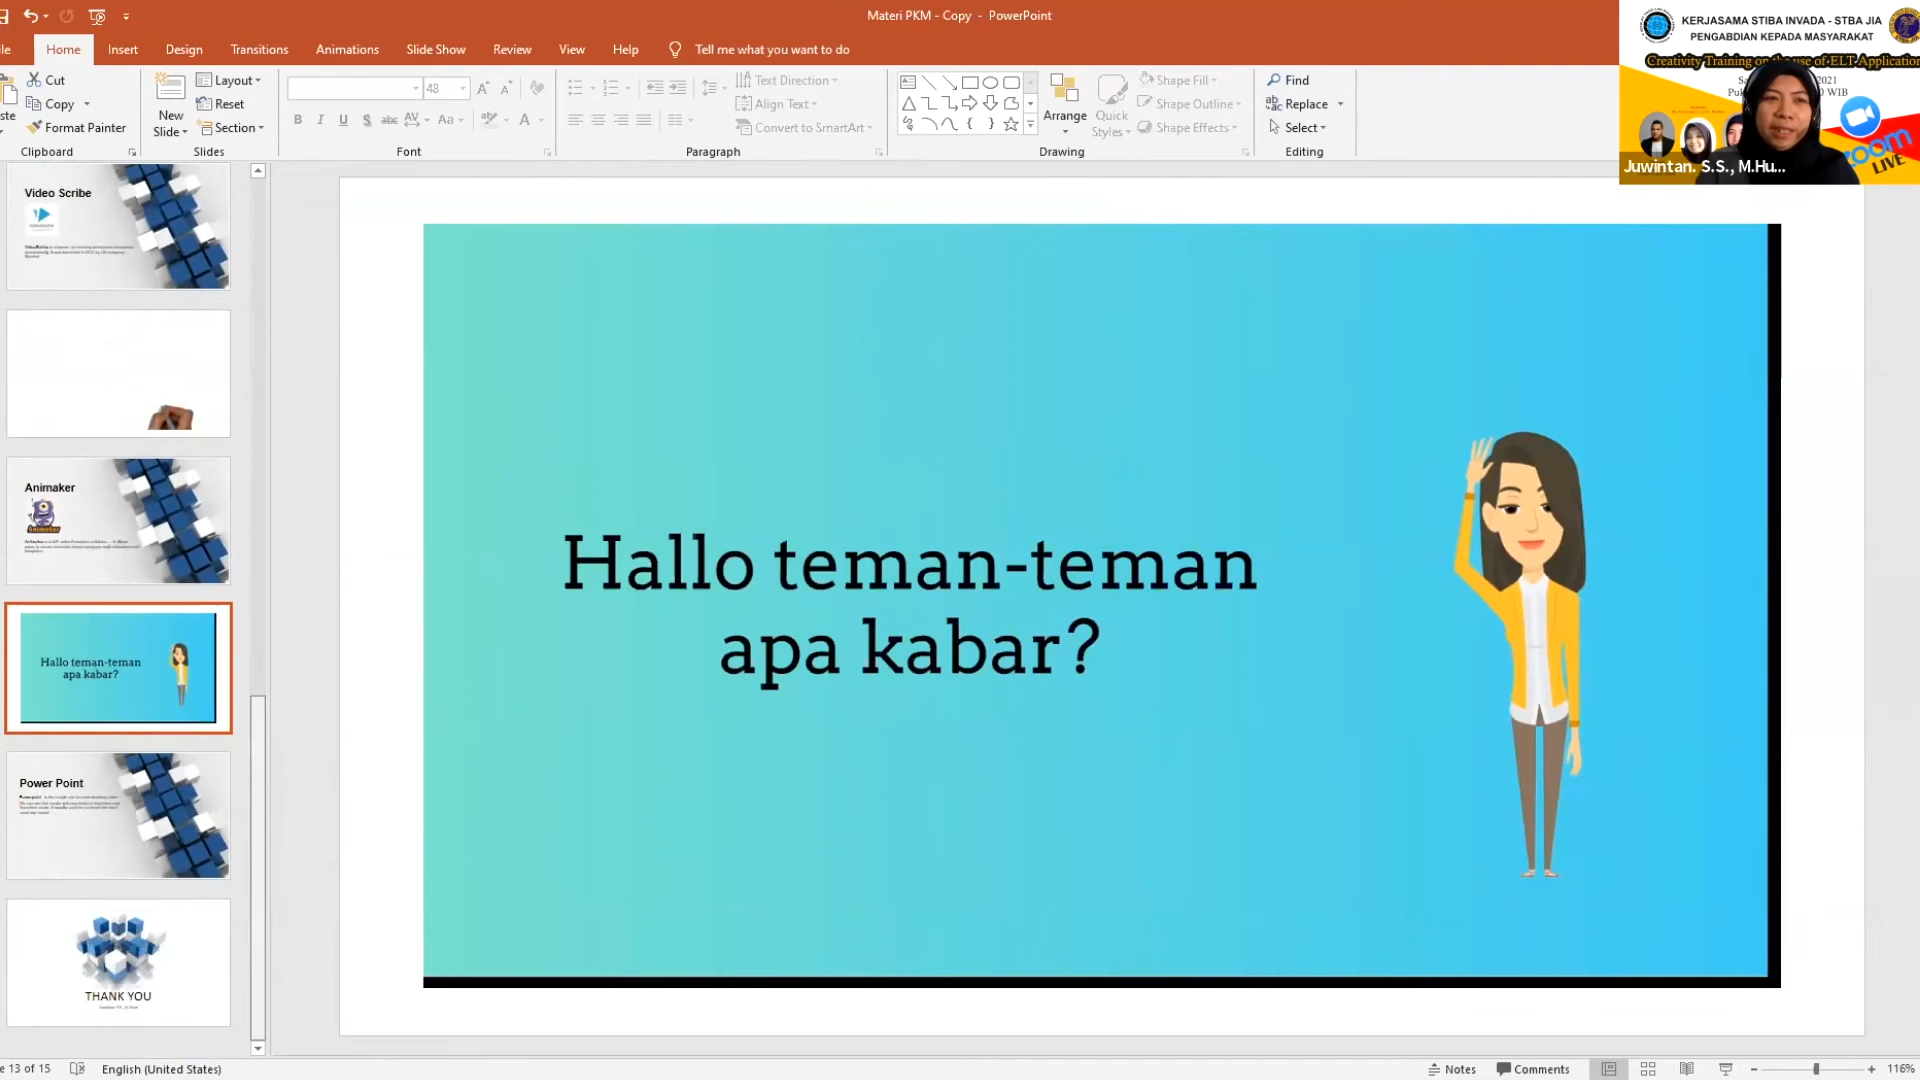 Materi PKM - Copy - PowerPoint
Home Insert Design Transitions Animations Slide Show Review View Help Tell me what you want to do
Cut
Copy
Format Painter
Clipboard
New
Slide
Layout
Reset
Section
Slides
48
Aa
Font
Text Direction
Align Text
Convert to SmartArt
Paragraph
Arrange
Quick
Styles
Shape Fill
Shape Outline
Shape Effects
Drawing
Find
Replace
Select
Editing
KERJASAMA STIBA INVADA - STBA JIA
PENGABDIAN KEPADA MASYARAKAT
Creativity Training on the use of ELT Application
2021
WIB
zoom
LIVE
Juwintan. S.S., M.Hu...
Video Scribe
Animaker
Hallo teman-teman
apa kabar?
Power Point
THANK YOU
Hallo teman-teman
apa kabar?
13 of 15
English (United States)
Notes
Comments
116%